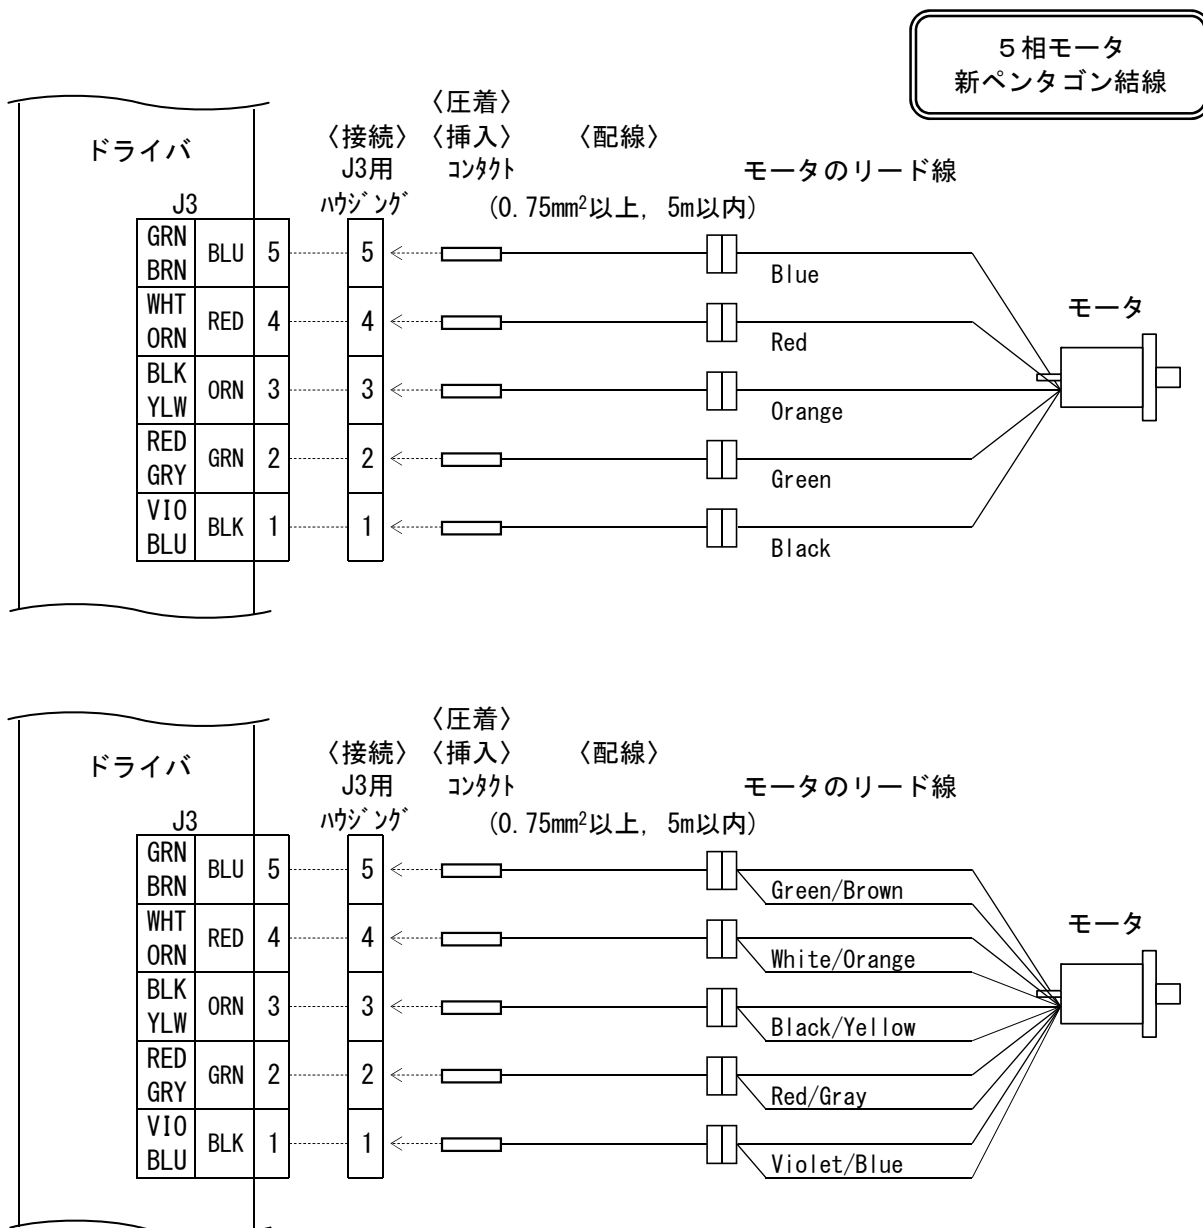 ５相モータ
新ペンタゴン結線
〈圧着〉
〈接続〉 〈挿入〉 〈配線〉
ドライバ
J3用 ｺﾝﾀｸﾄ モータのリード線
J3 ﾊｳｼﾞﾝｸﾞ (0.75mm²以上, 5m以内)
GRN
BLU 5 5
BRN
Blue
WHT
RED 4 4
モータ
ORN
Red
BLK
ORN 3 3
YLW
Orange
RED
GRN 2 2
GRY
Green
VIO
BLK 1 1
BLU
Black
〈圧着〉
〈接続〉 〈挿入〉 〈配線〉
ドライバ
J3用 ｺﾝﾀｸﾄ モータのリード線
J3 ﾊｳｼﾞﾝｸﾞ (0.75mm²以上, 5m以内)
GRN
BLU 5 5
BRN
Green/Brown
WHT
RED 4 4
モータ
ORN
White/Orange
BLK
ORN 3 3
YLW
Black/Yellow
RED
GRN 2 2
GRY
Red/Gray
VIO
BLK 1 1
BLU
Violet/Blue